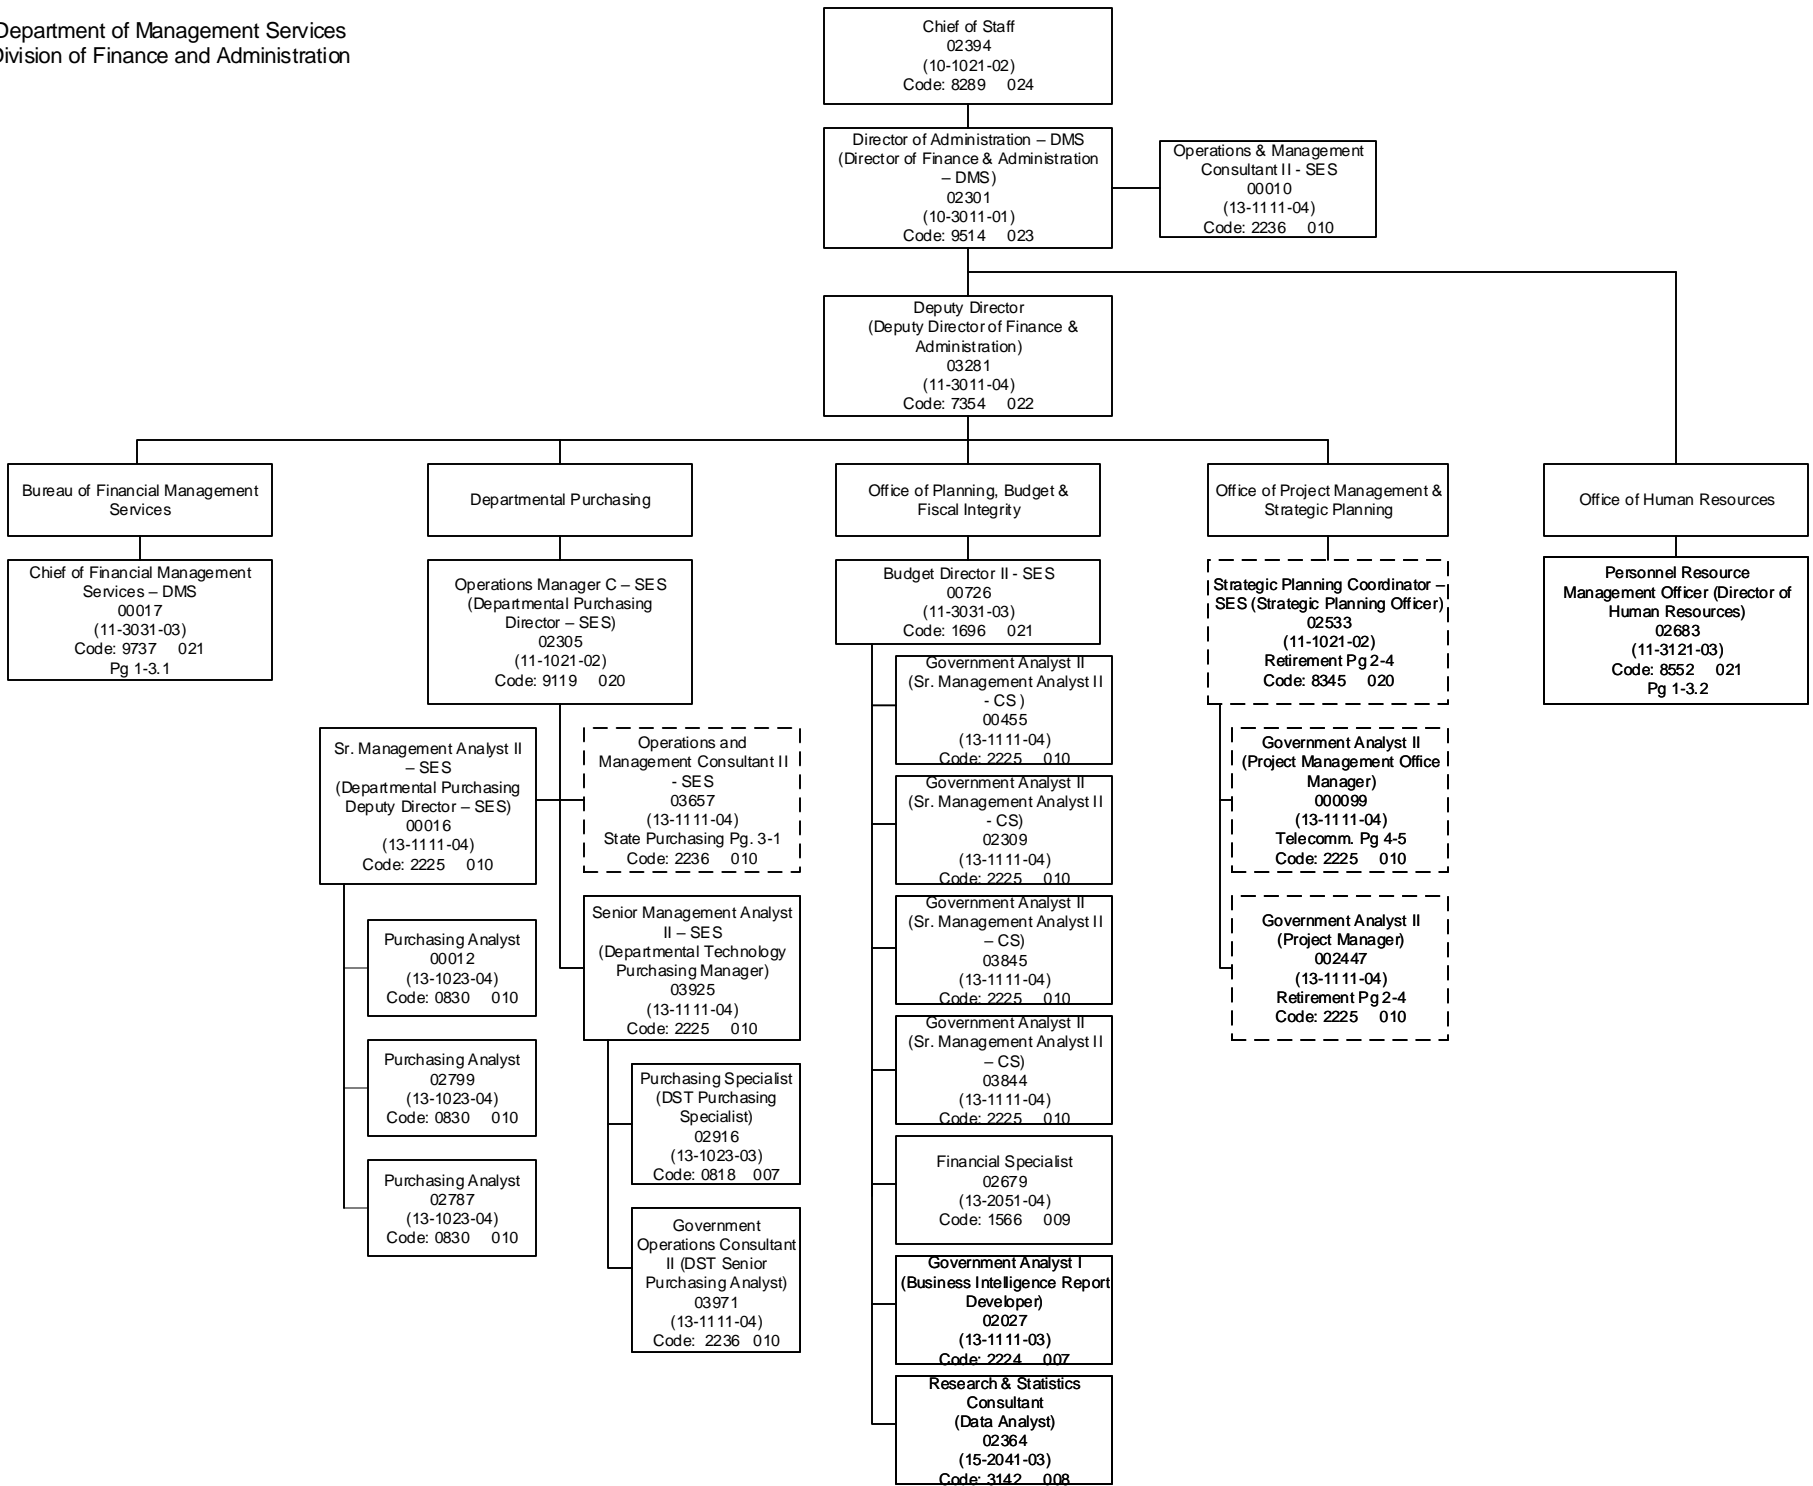 Department of Management Services
Division of Finance and Administration
Chief of Staff
02394
(10-1021-02)
Code: 8289 024
Director of Administration – DMS
(Director of Finance & Administration
– DMS)
02301
(10-3011-01)
Code: 9514 023
Operations & Management
Consultant II - SES
00010
(13-1111-04)
Code: 2236 010
Deputy Director
(Deputy Director of Finance &
Administration)
03281
(11-3011-04)
Code: 7354 022
Bureau of Financial Management
Services
Departmental Purchasing
Office of Planning, Budget &
Fiscal Integrity
Office of Project Management &
Strategic Planning
Office of Human Resources
Chief of Financial Management
Services – DMS
00017
(11-3031-03)
Code: 9737 021
Pg 1-3.1
Operations Manager C – SES
(Departmental Purchasing
Director – SES)
02305
(11-1021-02)
Code: 9119 020
Budget Director II - SES
00726
(11-3031-03)
Code: 1696 021
Strategic Planning Coordinator –
SES (Strategic Planning Officer)
02533
(11-1021-02)
Retirement Pg 2-4
Code: 8345 020
Personnel Resource
Management Officer (Director of
Human Resources)
02683
(11-3121-03)
Code: 8552 021
Pg 1-3.2
Sr. Management Analyst II
– SES
(Departmental Purchasing
Deputy Director – SES)
00016
(13-1111-04)
Code: 2225 010
Operations and
Management Consultant II
- SES
03657
(13-1111-04)
State Purchasing Pg. 3-1
Code: 2236 010
Purchasing Analyst
00012
(13-1023-04)
Code: 0830 010
Purchasing Analyst
02799
(13-1023-04)
Code: 0830 010
Purchasing Analyst
02787
(13-1023-04)
Code: 0830 010
Senior Management Analyst
II – SES
(Departmental Technology
Purchasing Manager)
03925
(13-1111-04)
Code: 2225 010
Purchasing Specialist
(DST Purchasing
Specialist)
02916
(13-1023-03)
Code: 0818 007
Government
Operations Consultant
II (DST Senior
Purchasing Analyst)
03971
(13-1111-04)
Code: 2236 010
Government Analyst II
(Sr. Management Analyst II
- CS )
00455
(13-1111-04)
Code: 2225 010
Government Analyst II
(Sr. Management Analyst II
- CS)
02309
(13-1111-04)
Code: 2225 010
Government Analyst II
(Sr. Management Analyst II
– CS)
03845
(13-1111-04)
Code: 2225 010
Government Analyst II
(Sr. Management Analyst II
– CS)
03844
(13-1111-04)
Code: 2225 010
Financial Specialist
02679
(13-2051-04)
Code: 1566 009
Government Analyst I
(Business Intelligence Report
Developer)
02027
(13-1111-03)
Code: 2224 007
Research & Statistics
Consultant
(Data Analyst)
02364
(15-2041-03)
Code: 3142 008
Government Analyst II
(Project Management Office
Manager)
000099
(13-1111-04)
Telecomm. Pg 4-5
Code: 2225 010
Government Analyst II
(Project Manager)
002447
(13-1111-04)
Retirement Pg 2-4
Code: 2225 010